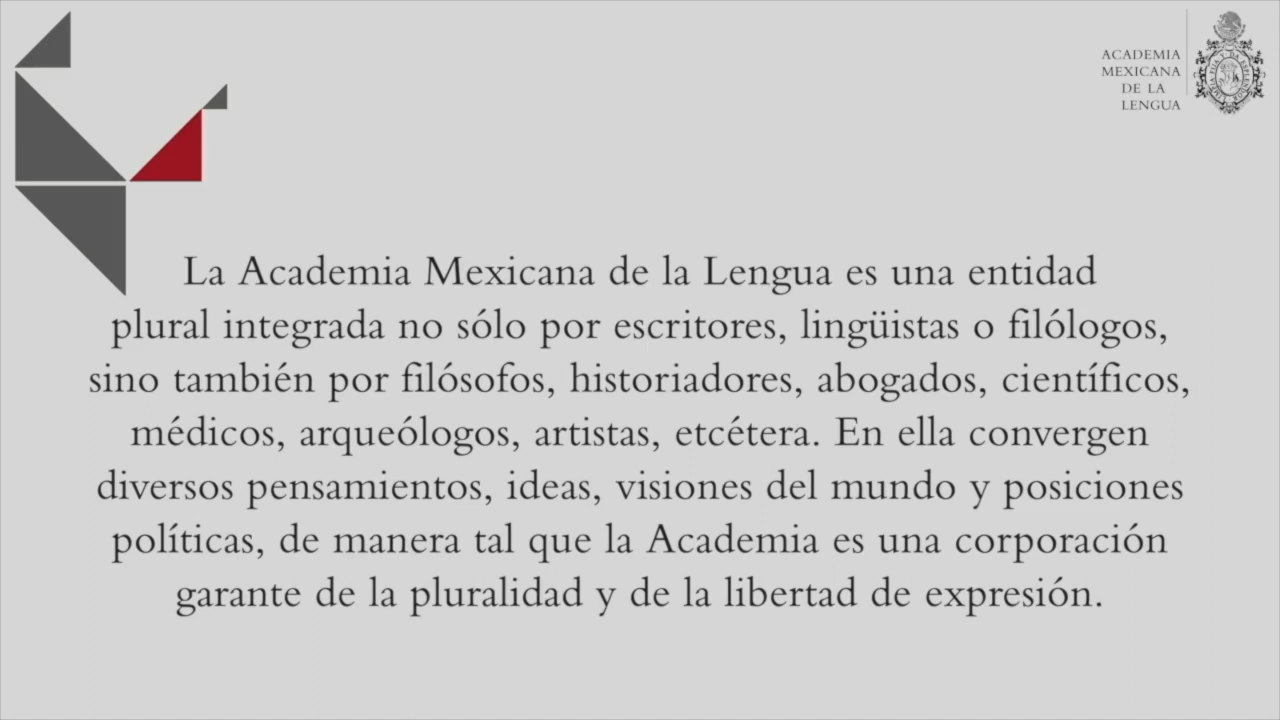 ACADEMIA
MEXICANA
DE LA
LENGUA
La Academia Mexicana de la Lengua es una entidad
plural integrada no sólo por escritores, lingüistas o filólogos,
sino también por filósofos, historiadores, abogados, científicos,
médicos, arqueólogos, artistas, etcétera. En ella convergen
diversos pensamientos, ideas, visiones del mundo y posiciones
políticas, de manera tal que la Academia es una corporación
garante de la pluralidad y de la libertad de expresión.